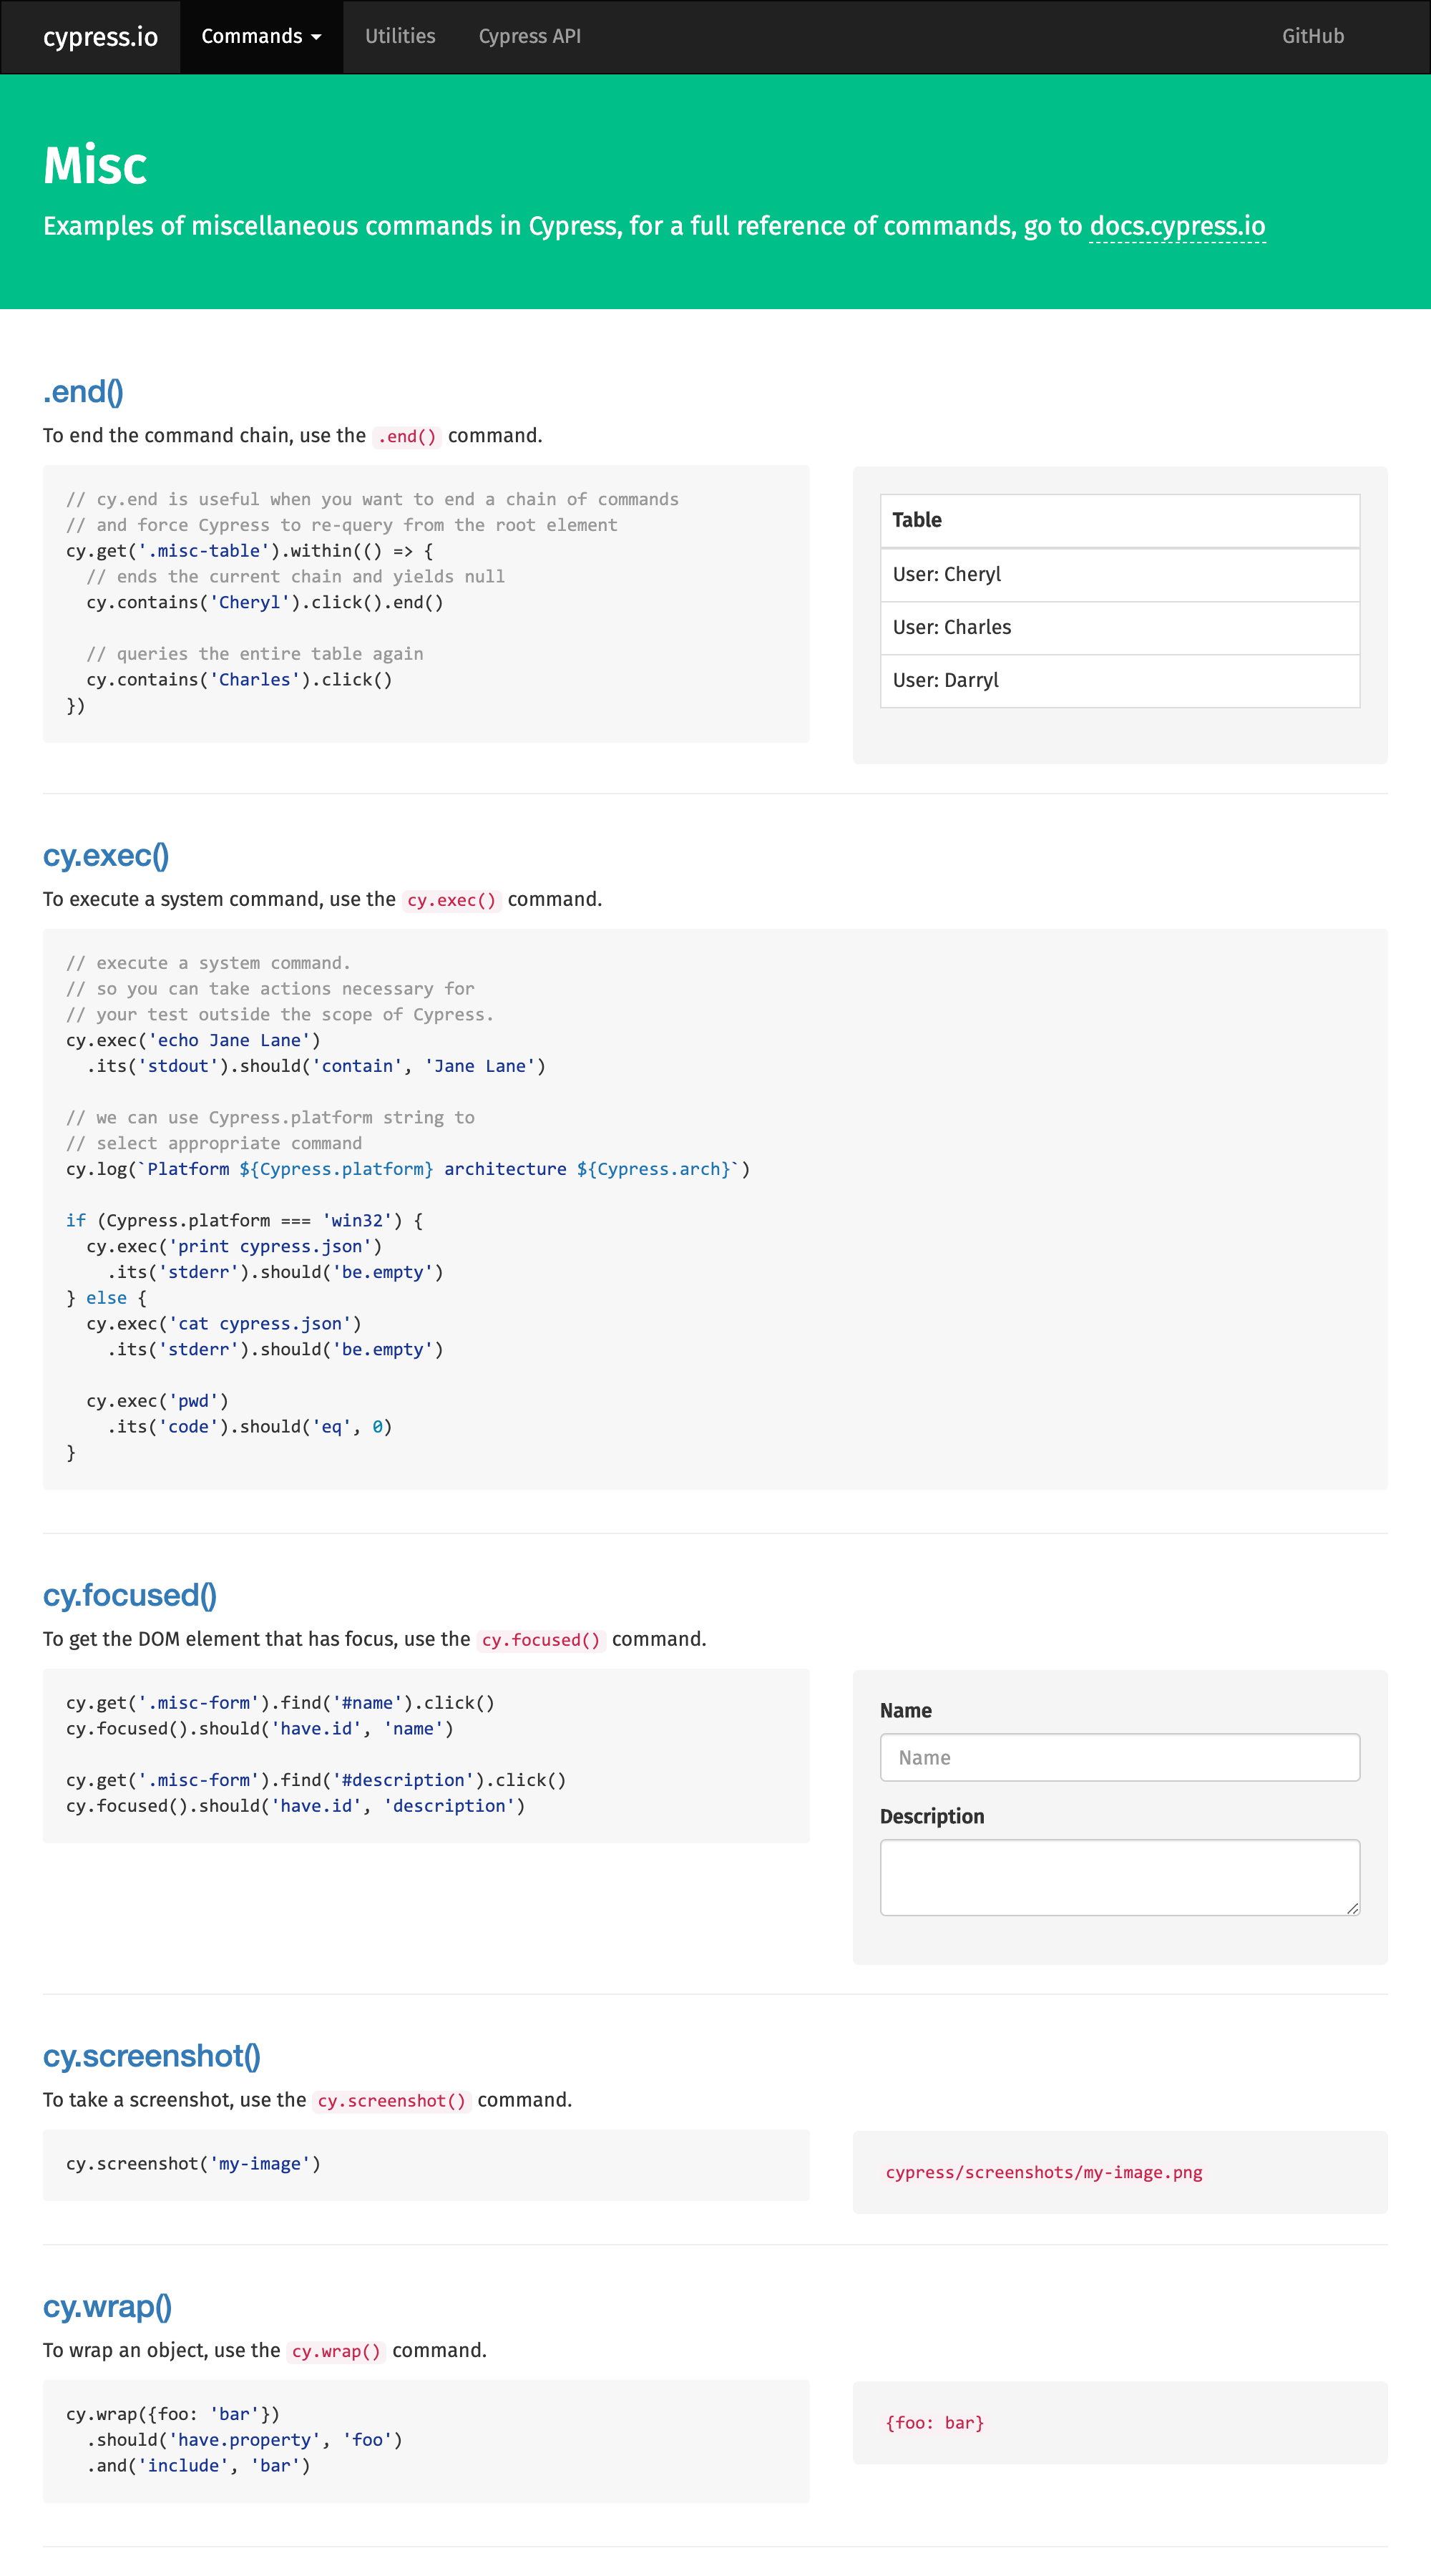 cypress.io Commands Utilities Cypress API GitHub
Misc
Examples of miscellaneous commands in Cypress, for a full reference of commands, go to docs.cypress.io
.end()
To end the command chain, use the .end() command.
// cy.end is useful when you want to end a chain of commands
// and force Cypress to re-query from the root element
cy.get('.misc-table').within(() => {
  // ends the current chain and yields null
  cy.contains('Cheryl').click().end()
  // queries the entire table again
  cy.contains('Charles').click()
})
Table
User: Cheryl
User: Charles
User: Darryl
cy.exec()
To execute a system command, use the cy.exec() command.
// execute a system command.
// so you can take actions necessary for
// your test outside the scope of Cypress.
cy.exec('echo Jane Lane')
  .its('stdout').should('contain', 'Jane Lane')
// we can use Cypress.platform string to
// select appropriate command
cy.log(`Platform ${Cypress.platform} architecture ${Cypress.arch}`)
if (Cypress.platform === 'win32') {
  cy.exec('print cypress.json')
    .its('stderr').should('be.empty')
} else {
  cy.exec('cat cypress.json')
    .its('stderr').should('be.empty')
  cy.exec('pwd')
    .its('code').should('eq', 0)
}
cy.focused()
To get the DOM element that has focus, use the cy.focused() command.
cy.get('.misc-form').find('#name').click()
cy.focused().should('have.id', 'name')
cy.get('.misc-form').find('#description').click()
cy.focused().should('have.id', 'description')
Name
Name
Description
cy.screenshot()
To take a screenshot, use the cy.screenshot() command.
cy.screenshot('my-image')
cypress/screenshots/my-image.png
cy.wrap()
To wrap an object, use the cy.wrap() command.
cy.wrap({foo: 'bar'})
  .should('have.property', 'foo')
  .and('include', 'bar')
{foo: bar}